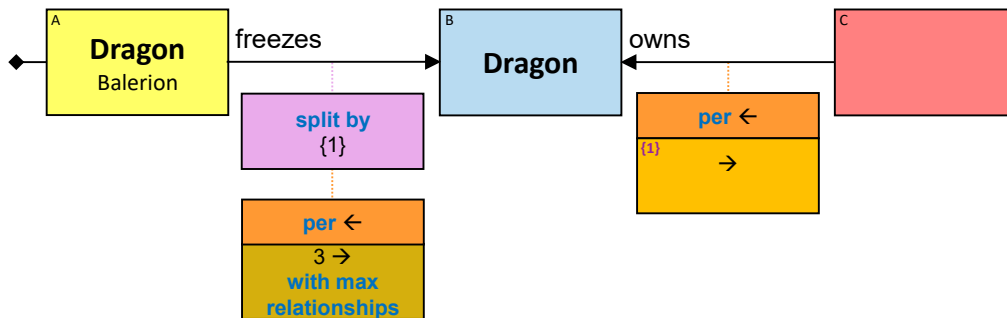 A
Dragon
Balerion
freezes
B
Dragon
owns
C
split by
{1}
per ←
3 →
with max
relationships
per ←
{1}
→